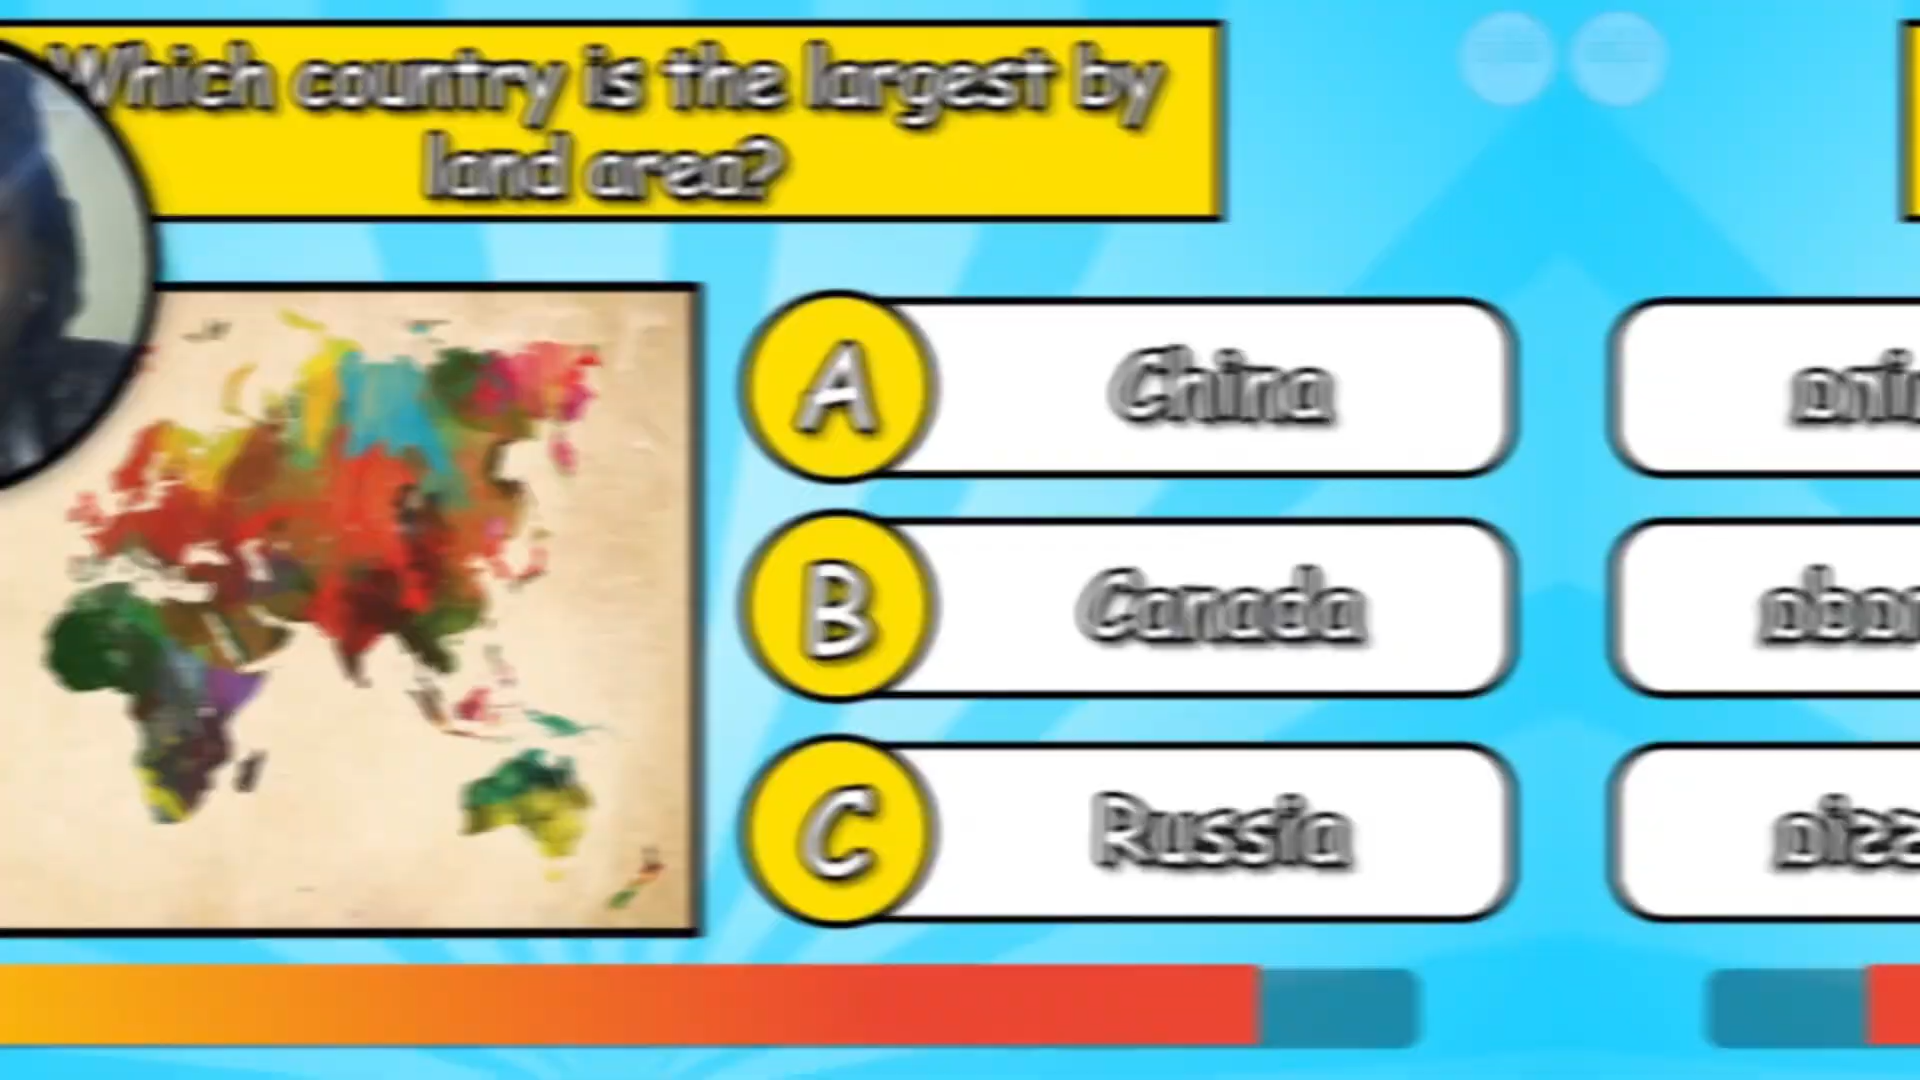 Which country is the largest by
land area?
A China
B Canada
C Russia